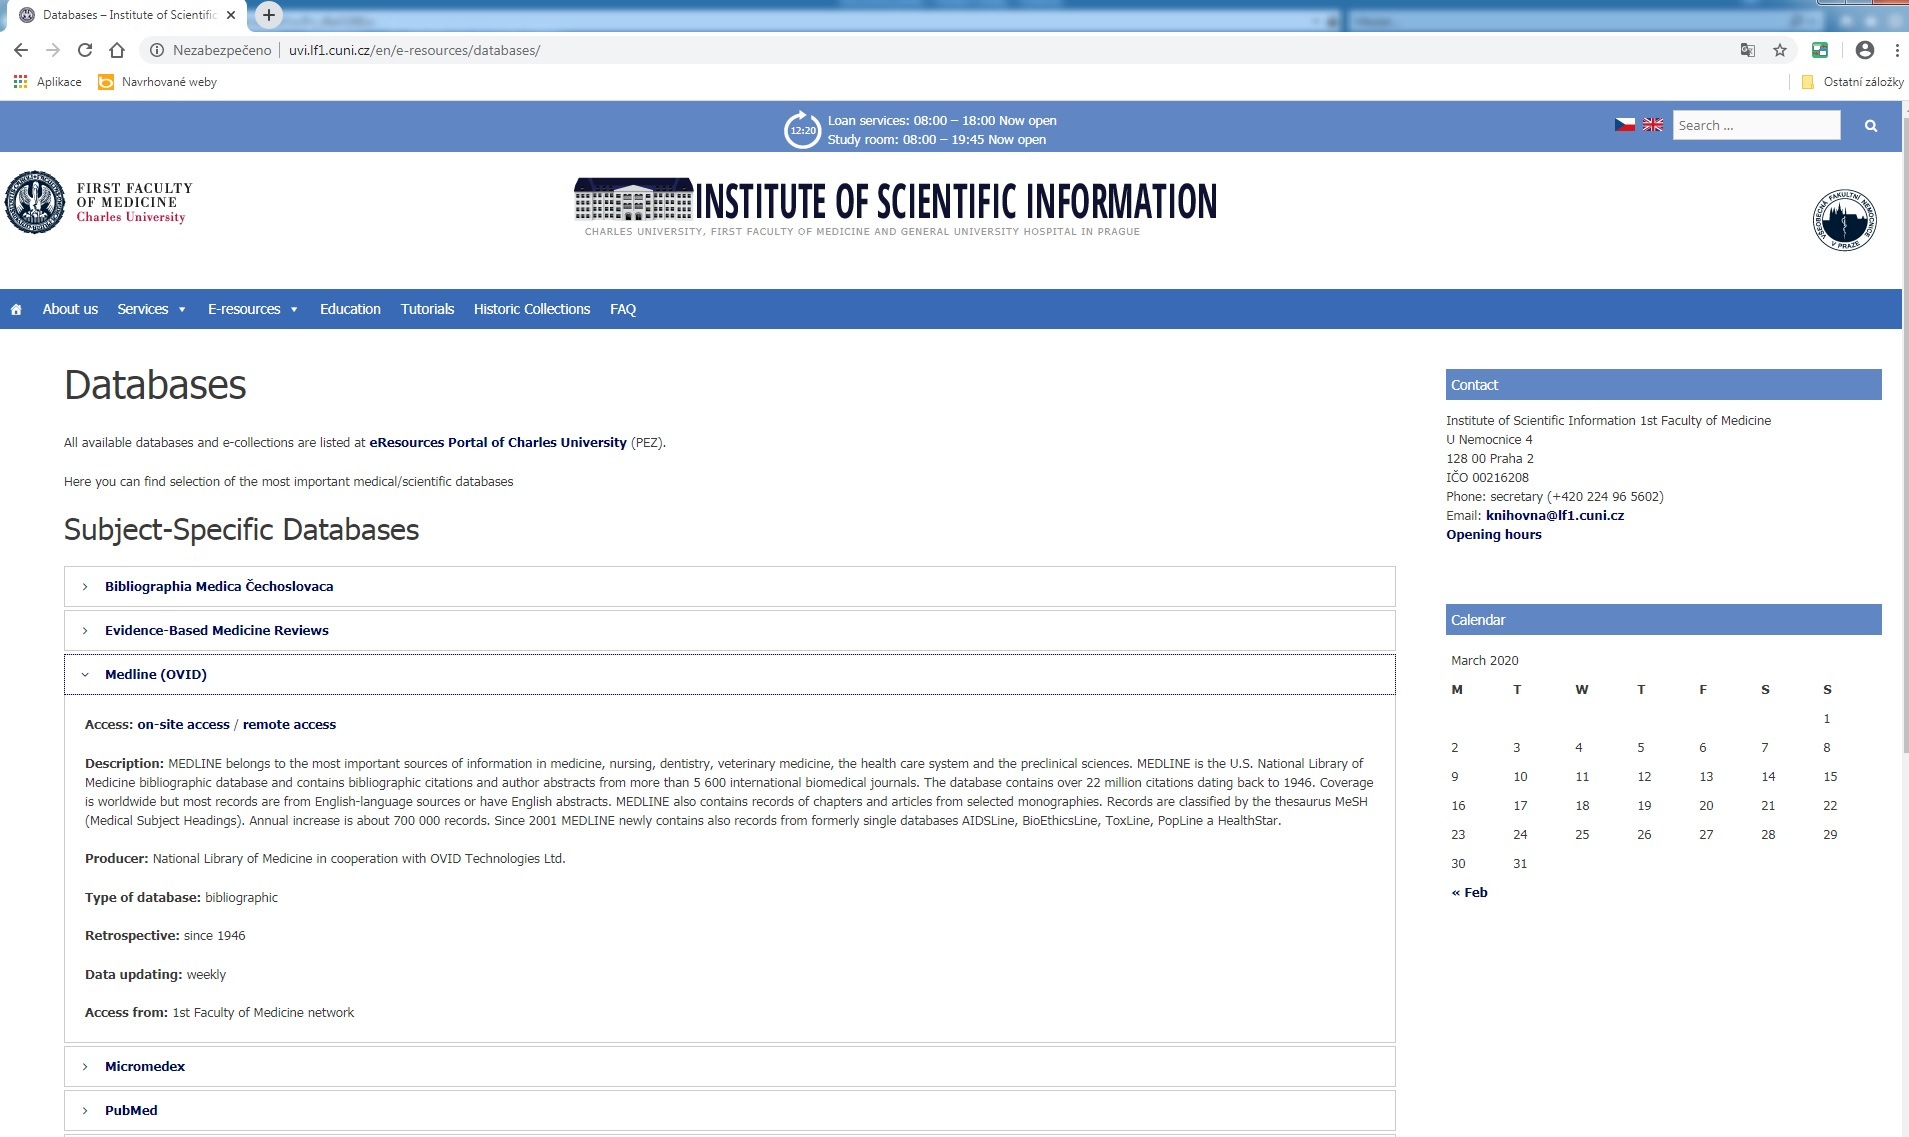 Databases – Institute of Scientific
Nezabezpečeno | uvi.lf1.cuni.cz/en/e-resources/databases/
Aplikace Navrhované weby Ostatní záložky
12:20
Loan services: 08:00 – 18:00 Now open
Study room: 08:00 – 19:45 Now open
Search ...
FIRST FACULTY
OF MEDICINE
Charles University
INSTITUTE OF SCIENTIFIC INFORMATION
CHARLES UNIVERSITY, FIRST FACULTY OF MEDICINE AND GENERAL UNIVERSITY HOSPITAL IN PRAGUE
VŠEOBECNÁ FAKULTNÍ NEMOCNICE
V PRAZE
About us Services E-resources Education Tutorials Historic Collections FAQ
Databases
All available databases and e-collections are listed at eResources Portal of Charles University (PEZ).
Here you can find selection of the most important medical/scientific databases
Subject-Specific Databases
Bibliographia Medica Čechoslovaca
Evidence-Based Medicine Reviews
Medline (OVID)
Access: on-site access / remote access
Description: MEDLINE belongs to the most important sources of information in medicine, nursing, dentistry, veterinary medicine, the health care system and the preclinical sciences. MEDLINE is the U.S. National Library of
Medicine bibliographic database and contains bibliographic citations and author abstracts from more than 5 600 international biomedical journals. The database contains over 22 million citations dating back to 1946. Coverage
is worldwide but most records are from English-language sources or have English abstracts. MEDLINE also contains records of chapters and articles from selected monographies. Records are classified by the thesaurus MeSH
(Medical Subject Headings). Annual increase is about 700 000 records. Since 2001 MEDLINE newly contains also records from formerly single databases AIDSLine, BioEthicsLine, ToxLine, PopLine a HealthStar.
Producer: National Library of Medicine in cooperation with OVID Technologies Ltd.
Type of database: bibliographic
Retrospective: since 1946
Data updating: weekly
Access from: 1st Faculty of Medicine network
Micromedex
PubMed
Contact
Institute of Scientific Information 1st Faculty of Medicine
U Nemocnice 4
128 00 Praha 2
IČO 00216208
Phone: secretary (+420 224 96 5602)
Email: knihovna@lf1.cuni.cz
Opening hours
Calendar
March 2020
M T W T F S S
1
2 3 4 5 6 7 8
9 10 11 12 13 14 15
16 17 18 19 20 21 22
23 24 25 26 27 28 29
30 31
« Feb